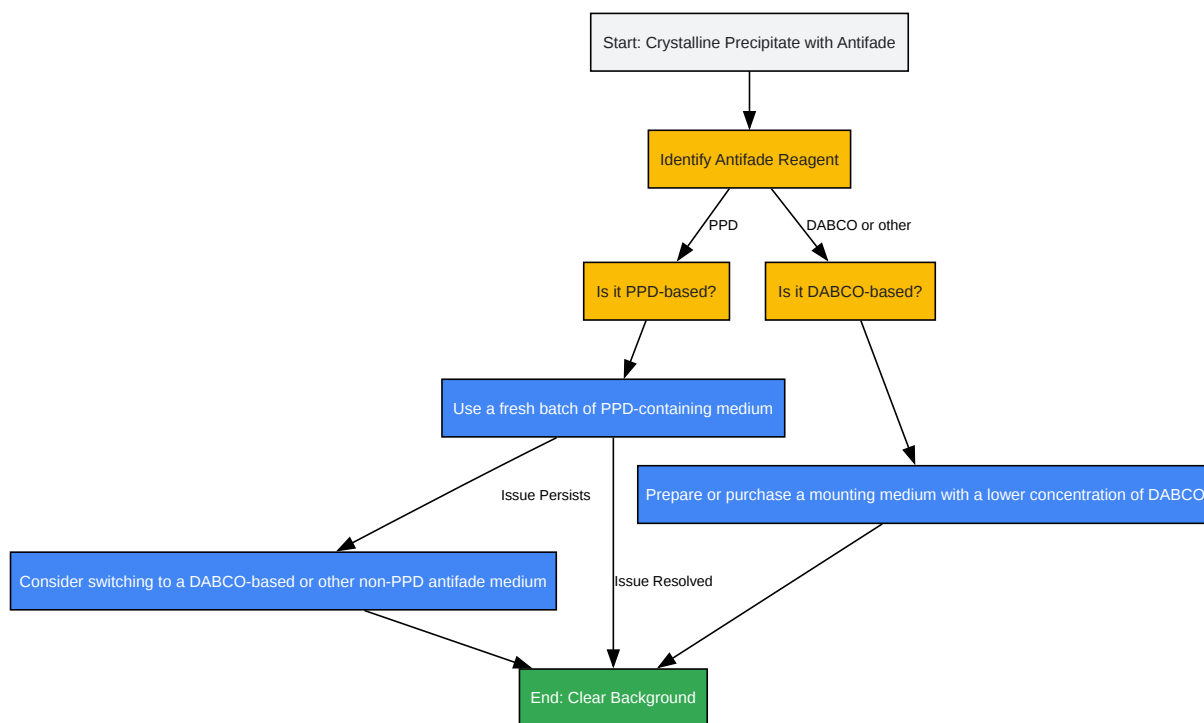 Start: Crystalline Precipitate with Antifade
Identify Antifade Reagent
PPD
DABCO or other
Is it PPD-based?
Is it DABCO-based?
Use a fresh batch of PPD-containing medium
Issue Persists
Prepare or purchase a mounting medium with a lower concentration of DABCO
Consider switching to a DABCO-based or other non-PPD antifade medium
Issue Resolved
End: Clear Background